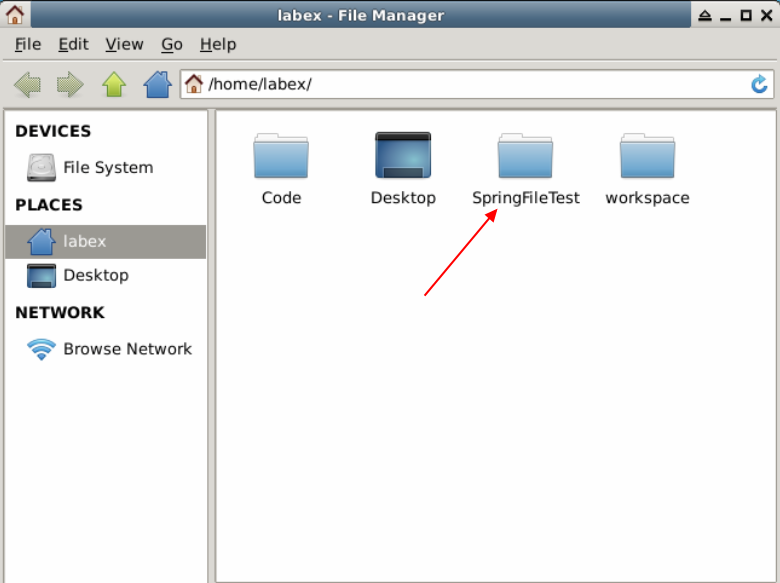 labex - File Manager
File Edit View Go Help
/home/labex/
DEVICES
File System
PLACES
labex
Desktop
NETWORK
Browse Network
Code Desktop SpringFileTest workspace